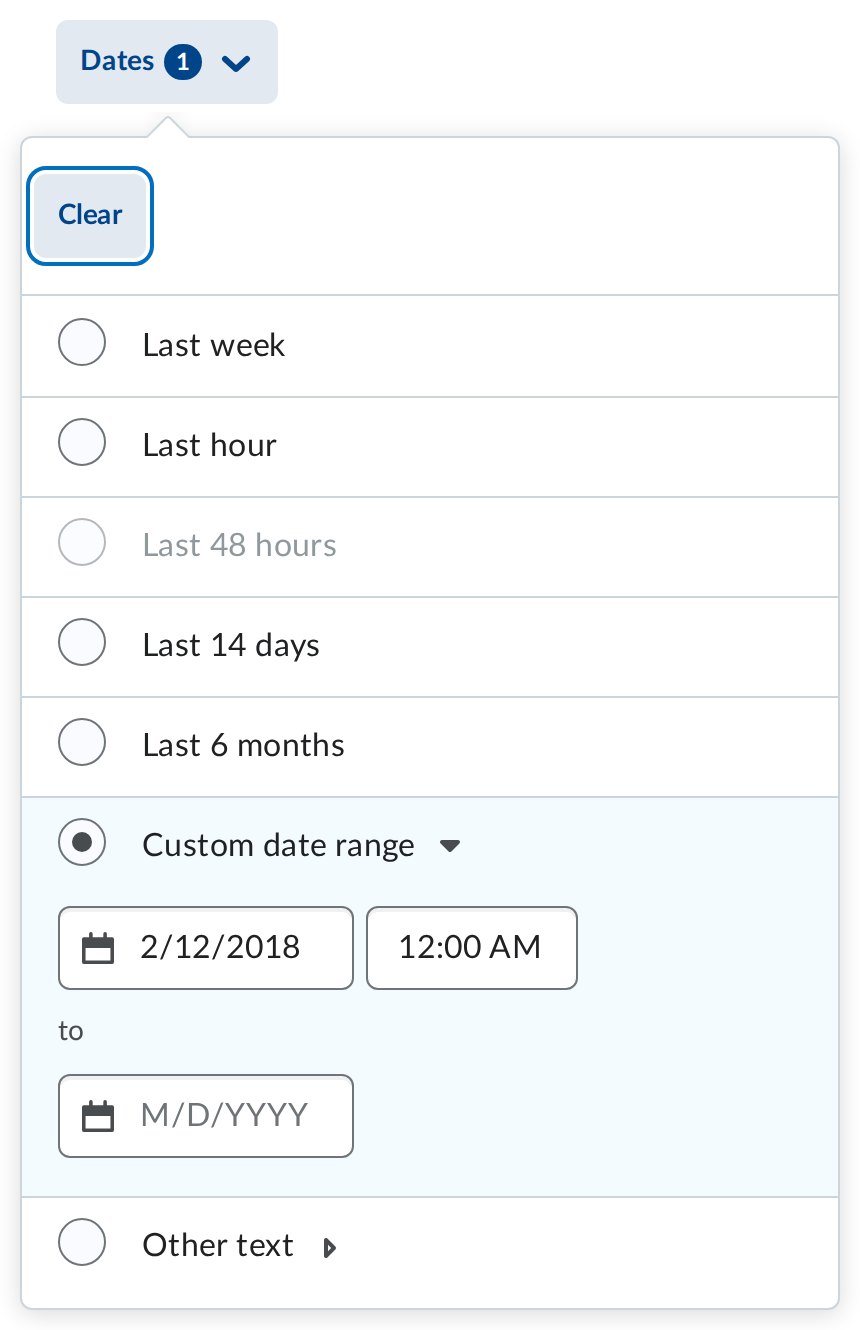 Dates 1
Clear
Last week
Last hour
Last 48 hours
Last 14 days
Last 6 months
Custom date range
2/12/2018 12:00 AM
to
M/D/YYYY
Other text